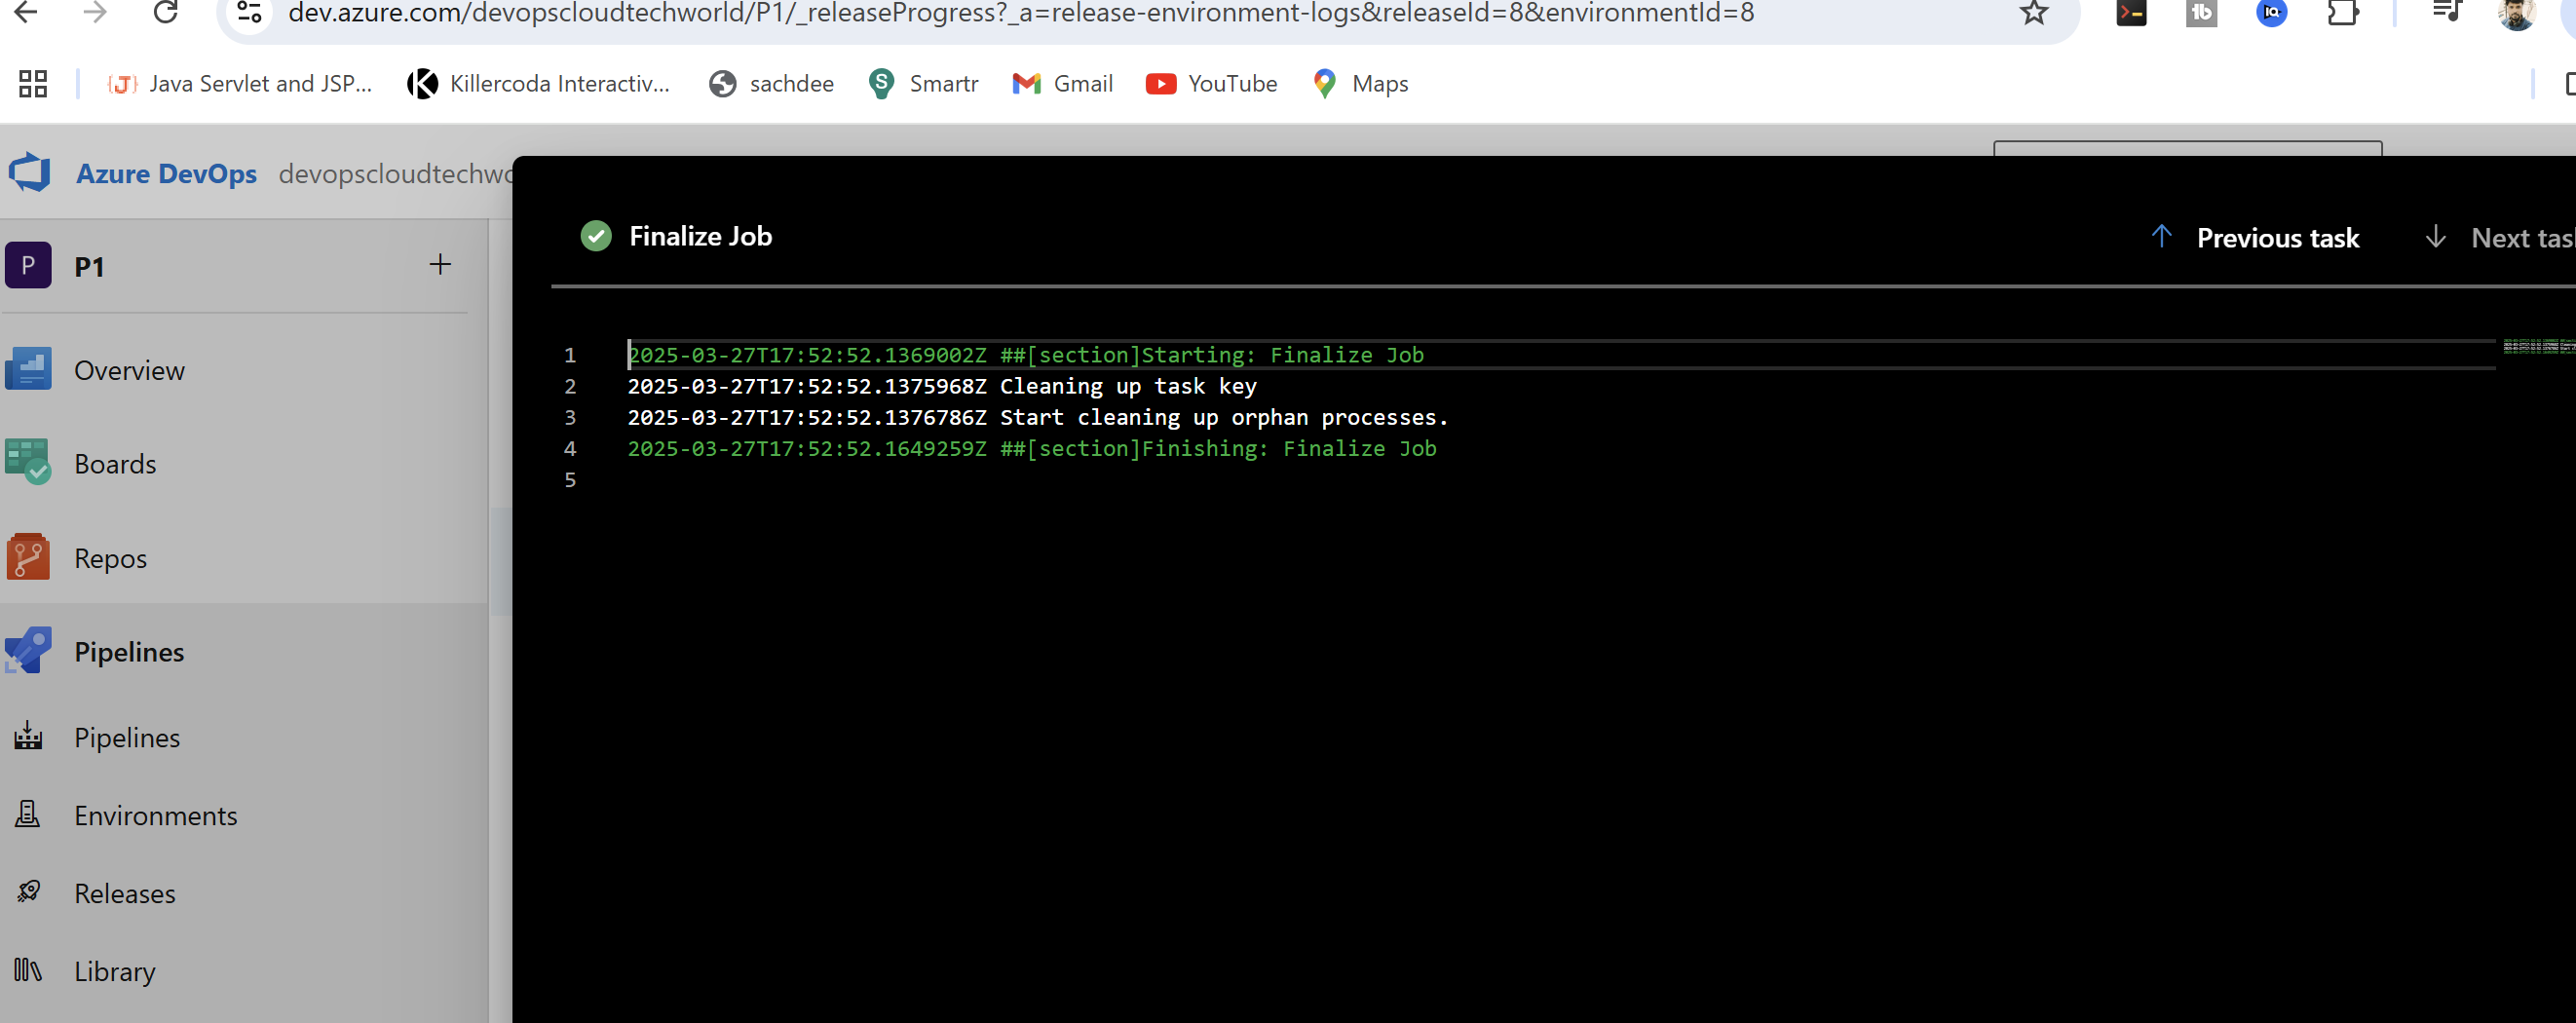 dev.azure.com/devopscloudtechworld/P1/_releaseProgress?_a=release-environment-logs&releaseId=8&environmentId=8
Java Servlet and JSP... Killercoda Interactiv... sachdee Smartr Gmail YouTube Maps
Azure DevOps devopscloudtechwo
Finalize Job Previous task Next tas
P P1
1 2025-03-27T17:52:52.1369002Z ##[section]Starting: Finalize Job
2 2025-03-27T17:52:52.1375968Z Cleaning up task key
3 2025-03-27T17:52:52.1376786Z Start cleaning up orphan processes.
4 2025-03-27T17:52:52.1649259Z ##[section]Finishing: Finalize Job
5
Overview
Boards
Repos
Pipelines
Pipelines
Environments
Releases
Library